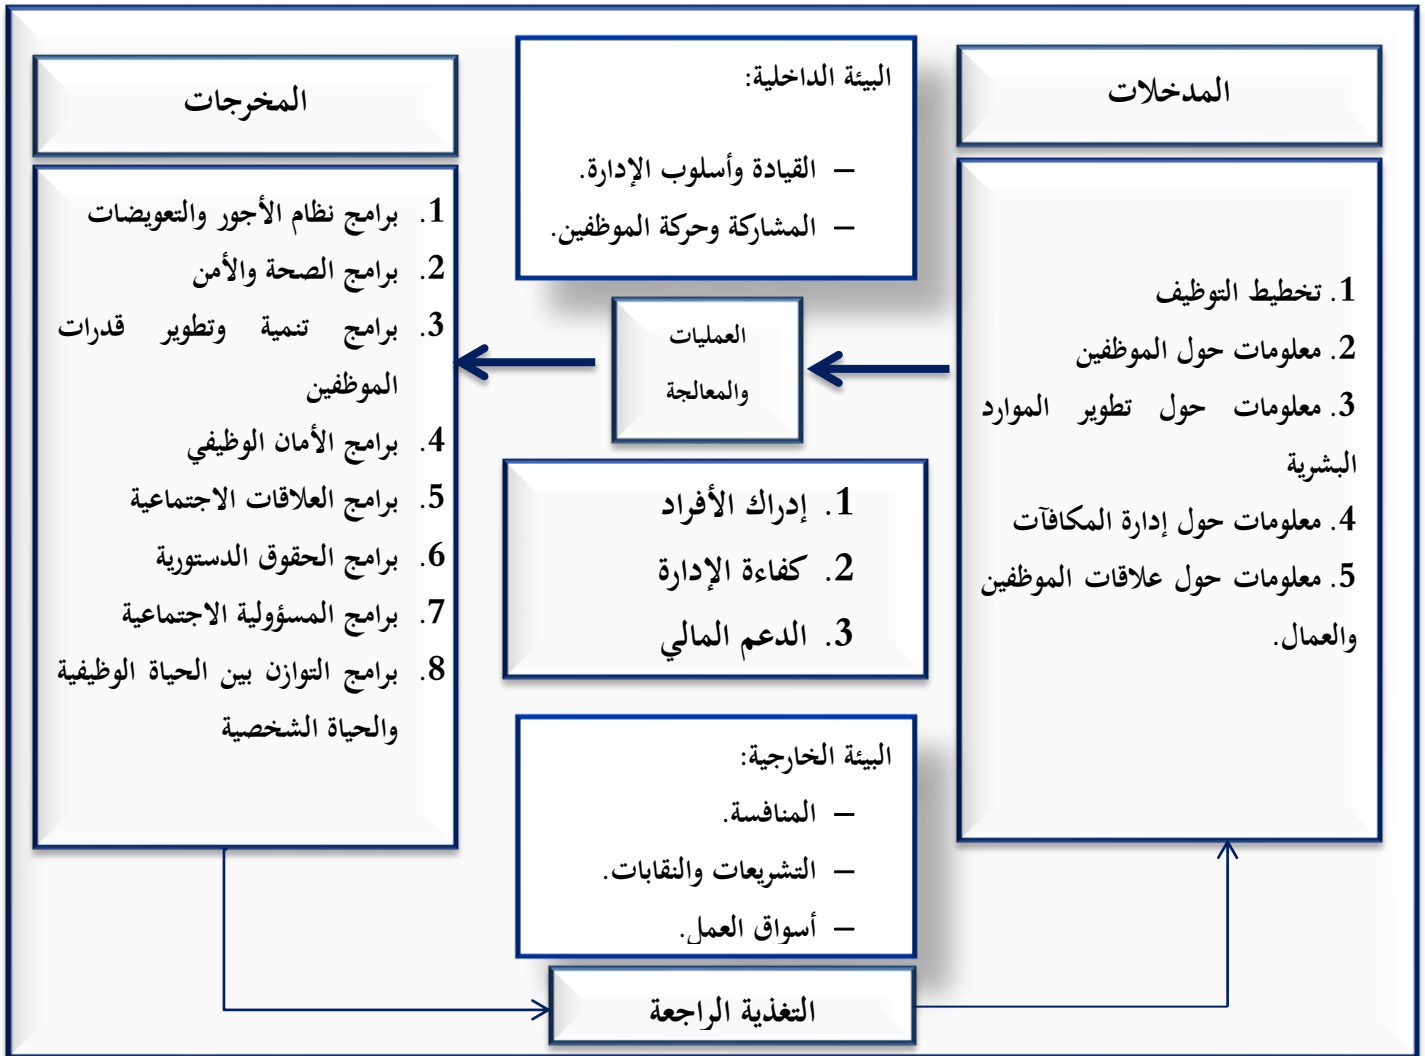 المدخلات
1. تخطيط التوظيف
2. معلومات حول الموظفين
3. معلومات حول تطوير الموارد
البشرية
4. معلومات حول إدارة المكافآت
5. معلومات حول علاقات الموظفين
والعمال.
البيئة الداخلية:
– القيادة وأسلوب الإدارة.
– المشاركة وحركة الموظفين.
العمليات
والمعالجة
1. إدراك الأفراد
2. كفاءة الإدارة
3. الدعم المالي
البيئة الخارجية:
– المنافسة.
– التشريعات والنقابات.
– أسواق العمل.
المخرجات
1. برامج نظام الأجور والتعويضات
2. برامج الصحة والأمن
3. برامج تنمية وتطوير قدرات
الموظفين
4. برامج الأمان الوظيفي
5. برامج العلاقات الاجتماعية
6. برامج الحقوق الدستورية
7. برامج المسؤولية الاجتماعية
8. برامج التوازن بين الحياة الوظيفية
والحياة الشخصية
التغذية الراجعة